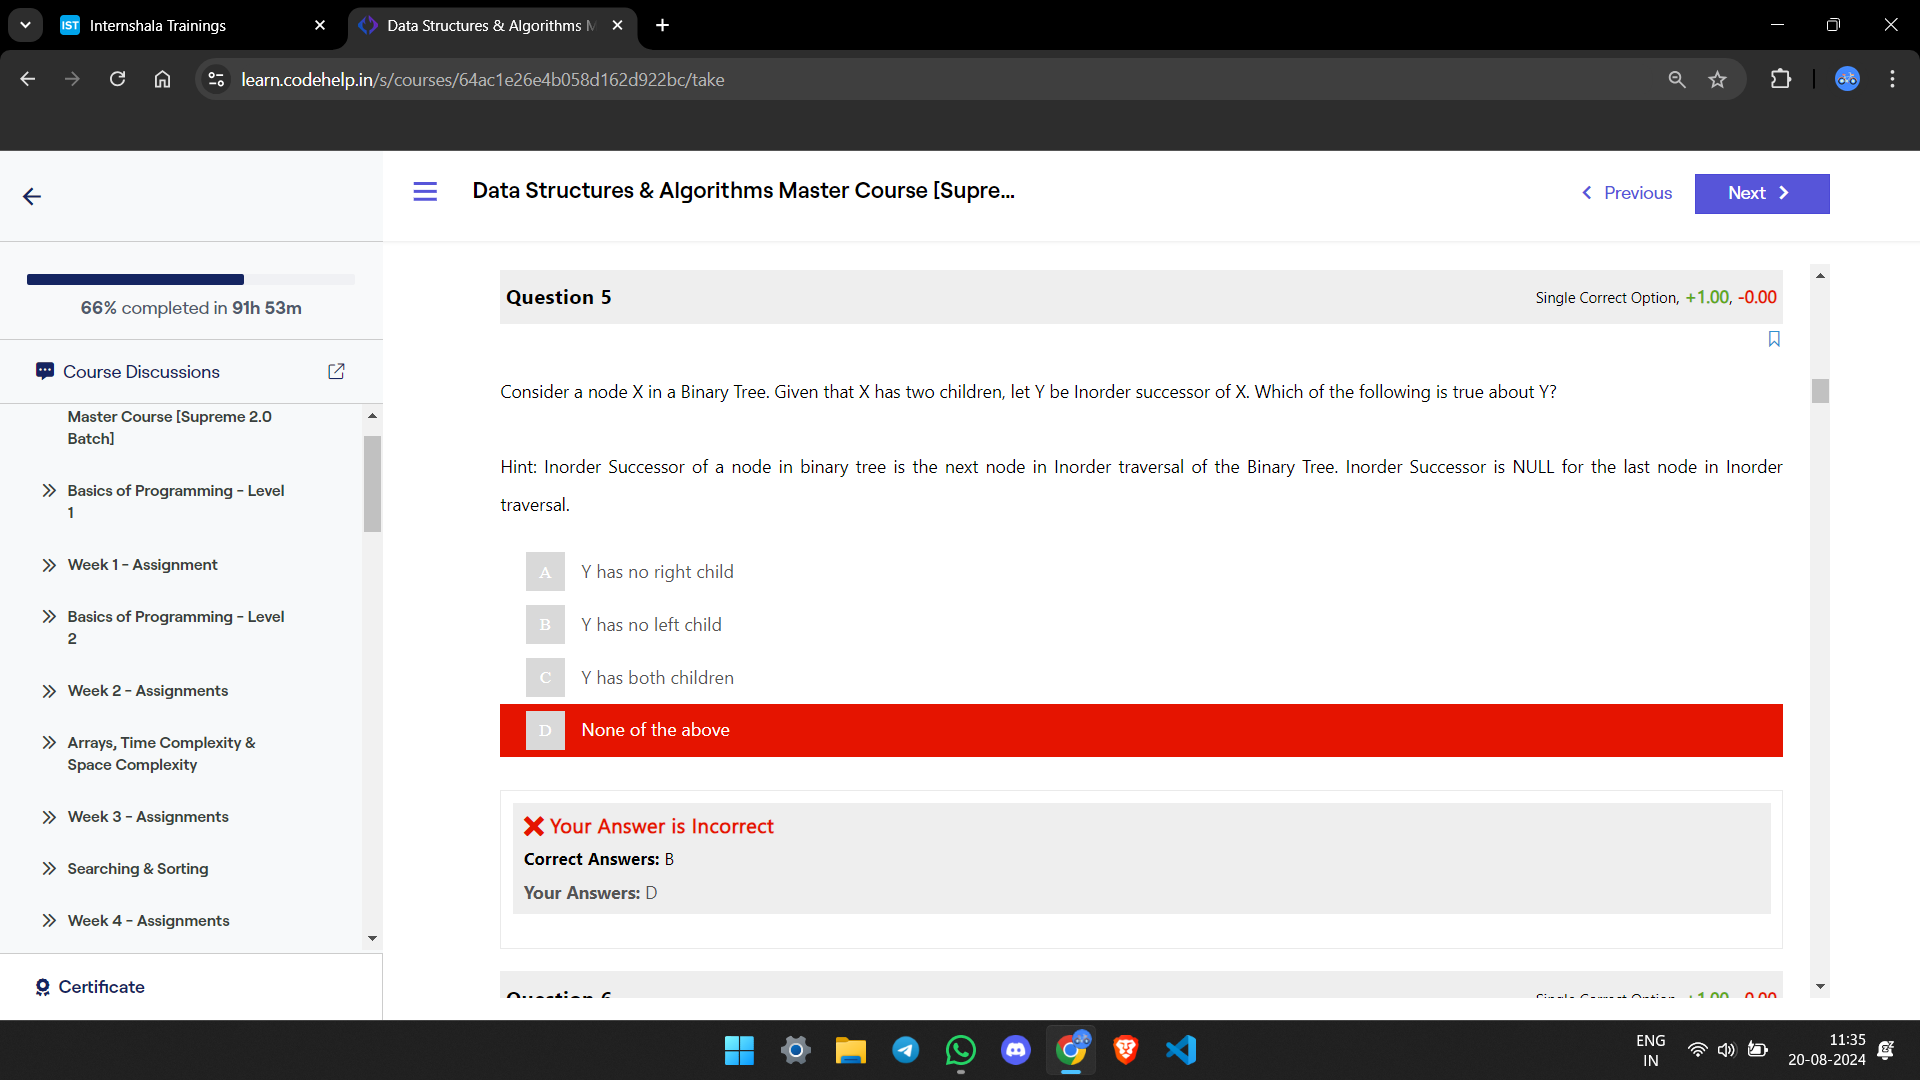 Internshala Trainings
Data Structures & Algorithms M
learn.codehelp.in/s/courses/64ac1e26e4b058d162d922bc/take
Data Structures & Algorithms Master Course [Supre...
Previous
Next
66% completed in 91h 53m
Course Discussions
Master Course [Supreme 2.0
Batch]
Basics of Programming - Level
1
Week 1 - Assignment
Basics of Programming - Level
2
Week 2 - Assignments
Arrays, Time Complexity &
Space Complexity
Week 3 - Assignments
Searching & Sorting
Week 4 - Assignments
Certificate
Question 5
Single Correct Option, +1.00, -0.00
Consider a node X in a Binary Tree. Given that X has two children, let Y be Inorder successor of X. Which of the following is true about Y?
Hint: Inorder Successor of a node in binary tree is the next node in Inorder traversal of the Binary Tree. Inorder Successor is NULL for the last node in Inorder
traversal.
A Y has no right child
B Y has no left child
C Y has both children
D None of the above
Your Answer is Incorrect
Correct Answers: B
Your Answers: D
Question 6
Single Correct Option, +1.00, -0.00
ENG
IN
11:35
20-08-2024